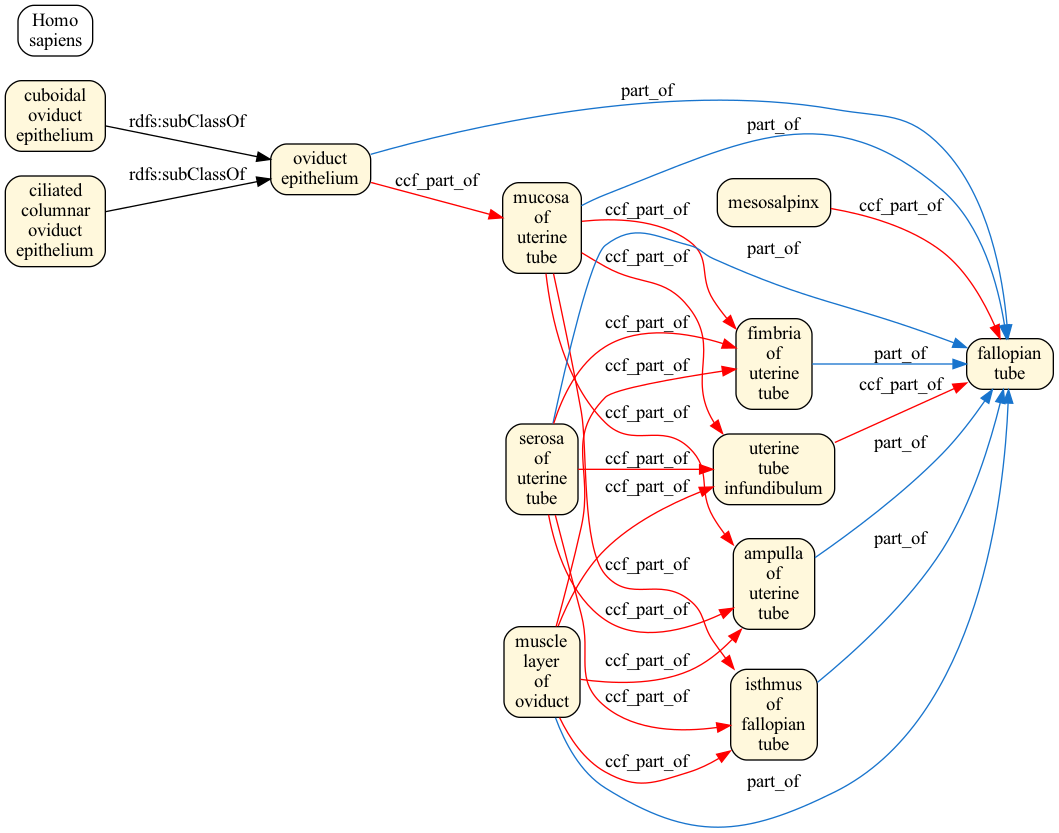 Homo
sapiens
cuboidal
oviduct
epithelium
ciliated
columnar
oviduct
epithelium
rdfs:subClassOf
rdfs:subClassOf
oviduct
epithelium
part_of
ccf_part_of
mucosa
of
uterine
tube
serosa
of
uterine
tube
muscle
layer
of
oviduct
part_of
ccf_part_of
ccf_part_of
ccf_part_of
ccf_part_of
ccf_part_of
ccf_part_of
ccf_part_of
ccf_part_of
ccf_part_of
ccf_part_of
ccf_part_of
ccf_part_of
part_of
part_of
mesosalpinx
fimbria
of
uterine
tube
uterine
tube
infundibulum
ampulla
of
uterine
tube
isthmus
of
fallopian
tube
ccf_part_of
part_of
ccf_part_of
part_of
part_of
fallopian
tube